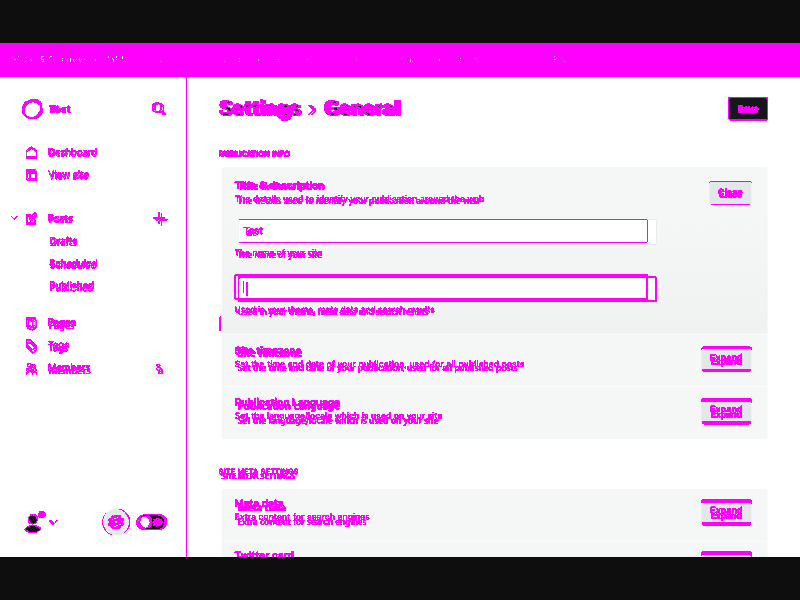 Test
Dashboard
View site
Posts
Drafts
Scheduled
Published
Pages
Tags
Members
Settings › General
Save
PUBLICATION INFO
Title & description
The details used to identify your publication around the web
Close
Test
The name of your site
Used in your theme, meta data and search results
Site timezone
Set the time and date of your publication, used for all published posts
Expand
Publication Language
Set the language/locale which is used on your site
Expand
SITE META SETTINGS
Meta data
Extra content for search engines
Expand
Twitter card